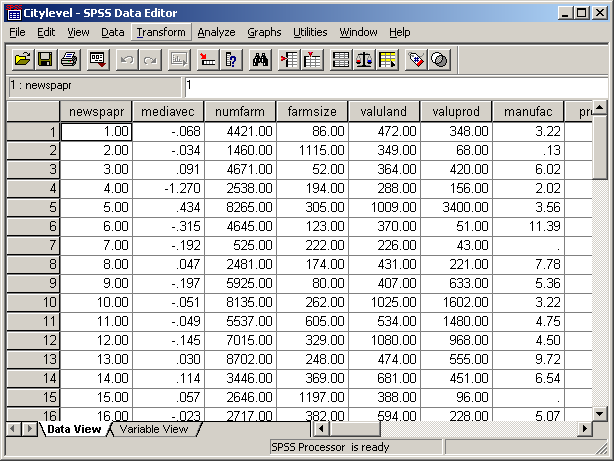 Citylevel - SPSS Data Editor
File Edit View Data Transform Analyze Graphs Utilities Window Help
1 : newspapr 1
newspapr mediavec numfarm farmsize valuland valuprod manufac pro
1 1.00 -.068 4421.00 86.00 472.00 348.00 3.22
2 2.00 -.034 1460.00 1115.00 349.00 68.00 .13
3 3.00 .091 4671.00 52.00 364.00 420.00 6.02
4 4.00 -1.270 2538.00 194.00 288.00 156.00 2.02
5 5.00 .434 8265.00 305.00 1009.00 3400.00 3.56
6 6.00 -.315 4645.00 123.00 370.00 51.00 11.39
7 7.00 -.192 525.00 222.00 226.00 43.00 .
8 8.00 .047 2481.00 174.00 431.00 221.00 7.78
9 9.00 -.197 5925.00 80.00 407.00 633.00 5.36
10 10.00 -.051 8135.00 262.00 1025.00 1602.00 3.22
11 11.00 -.049 5537.00 605.00 534.00 1480.00 4.75
12 12.00 -.145 7015.00 329.00 1080.00 968.00 4.50
13 13.00 .030 8702.00 248.00 474.00 555.00 9.72
14 14.00 .114 3446.00 369.00 681.00 451.00 6.54
15 15.00 .057 2646.00 1197.00 388.00 96.00 .
16 16.00 -.023 2717.00 382.00 594.00 228.00 5.07
Data View Variable View
SPSS Processor is ready